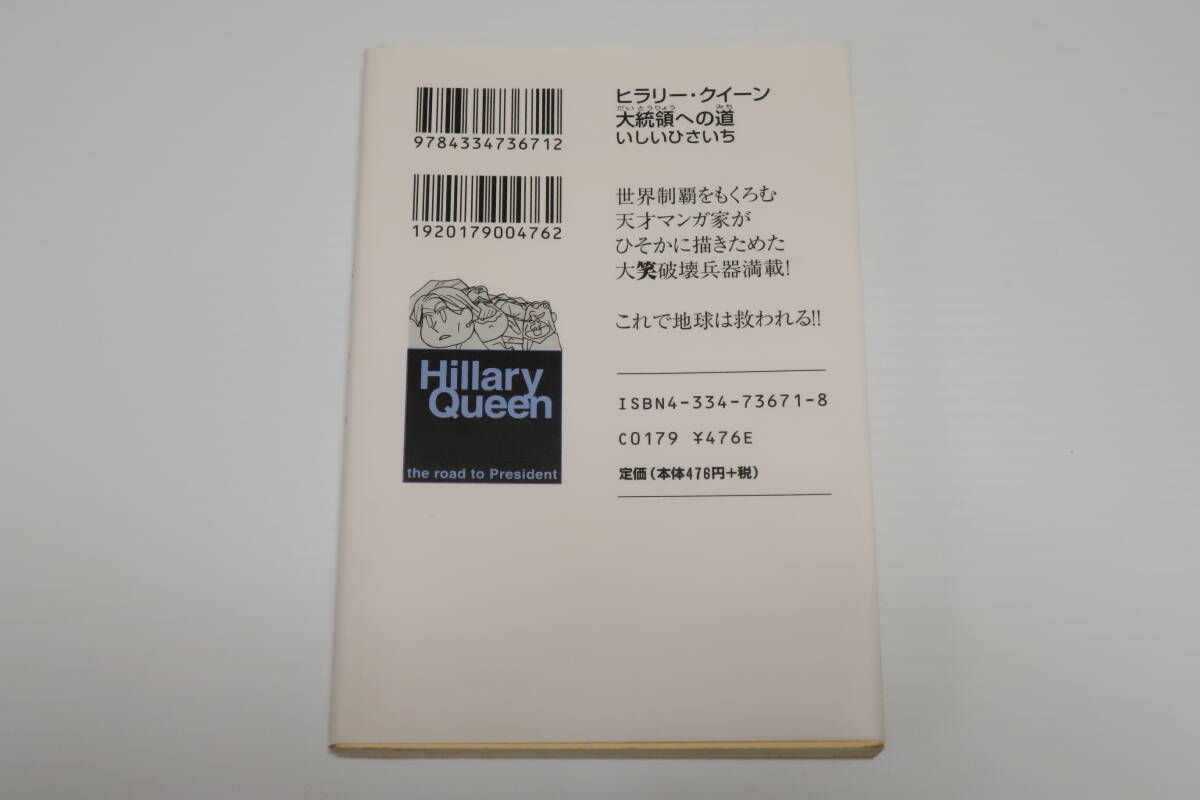 9784334736712
1920179004762
Hillary
Queen
the road to President
ヒラリー・クイーン
だいとうりょう みち
大統領への道
いしいひさいち
世界制覇をもくろむ
天才マンガ家が
ひそかに描きためた
大笑破壊兵器満載!
これで地球は救われる!!
ISBN4-334-73671-8
C0179 ¥476E
定価(本体476円+税)